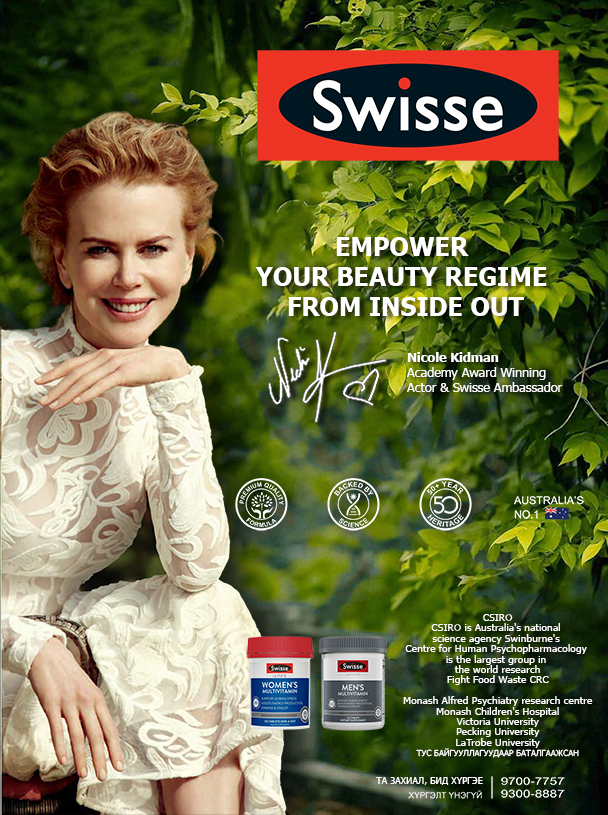 Swisse
EMPOWER
YOUR BEAUTY REGIME
FROM INSIDE OUT
Nicole Kidman
Academy Award Winning
Actor & Swisse Ambassador
PREMIUM QUALITY
FORMULA
BACKED BY
SCIENCE
50+ YEAR
50
HERITAGE
AUSTRALIA'S
NO.1
CSIRO
CSIRO is Australia's national
science agency Swinburne's
Centre for Human Psychopharmacology
is the largest group in
the world research
Fight Food Waste CRC
Monash Alfred Psychiatry research centre
Monash Children's Hospital
Victoria University
Pecking University
LaTrobe University
ТУС БАЙГУУЛЛАГУУДААР БАТАЛГААЖСАН
Swisse
WOMEN'S
MULTIVITAMIN
Swisse
MEN'S
MULTIVITAMIN
ТА ЗАХИАЛ, БИД ХҮРГЭЕ
ХҮРГЭЛТ ҮНЭГҮЙ
9700-7757
9300-8887